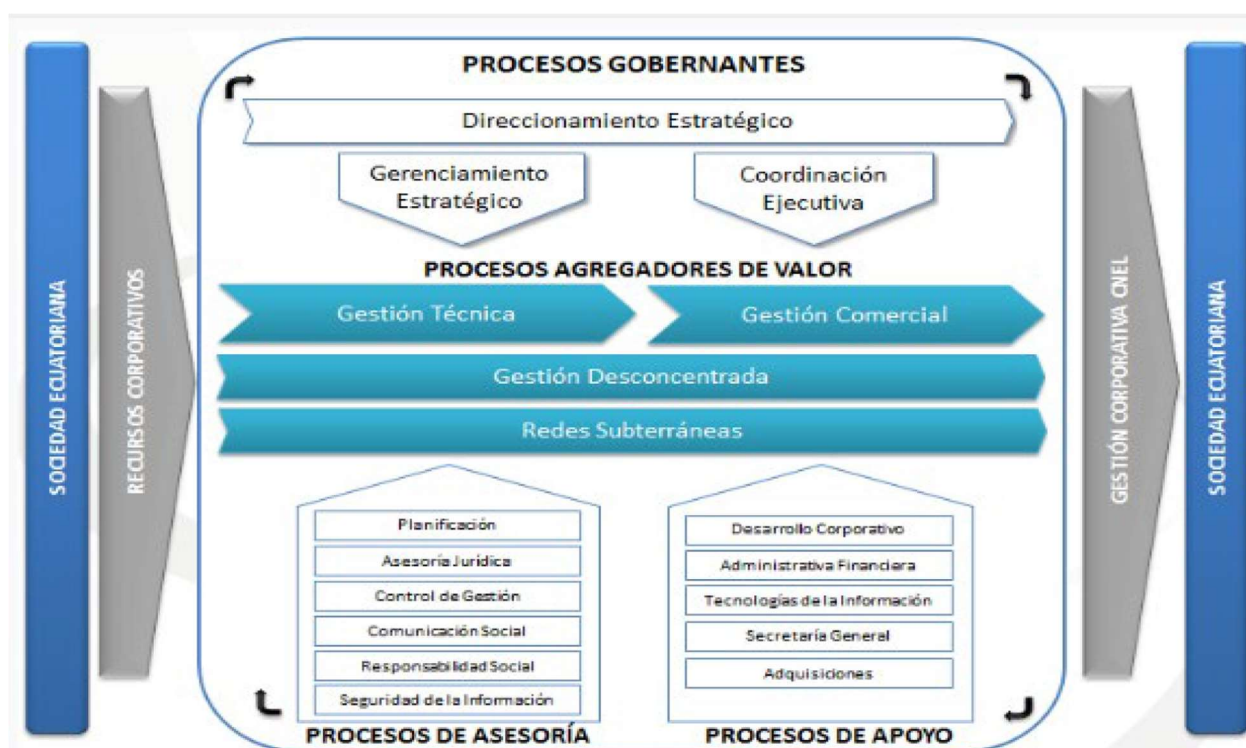 SOCIEDAD ECUATORIANA
RECURSOS CORPORATIVOS
PROCESOS GOBERNANTES
Direccionamiento Estratégico
Gerenciamiento
Estratégico
Coordinación
Ejecutiva
PROCESOS AGREGADORES DE VALOR
Gestión Técnica
Gestión Comercial
Gestión Desconcentrada
Redes Subterráneas
Planificación
Asesoría Jurídica
Control de Gestión
Comunicación Social
Responsabilidad Social
Seguridad de la Información
PROCESOS DE ASESORÍA
Desarrollo Corporativo
Administrativa Financiera
Tecnologías de la Información
Secretaría General
Adquisiciones
PROCESOS DE APOYO
GESTIÓN CORPORATIVA CNEL
SOCIEDAD ECUATORIANA